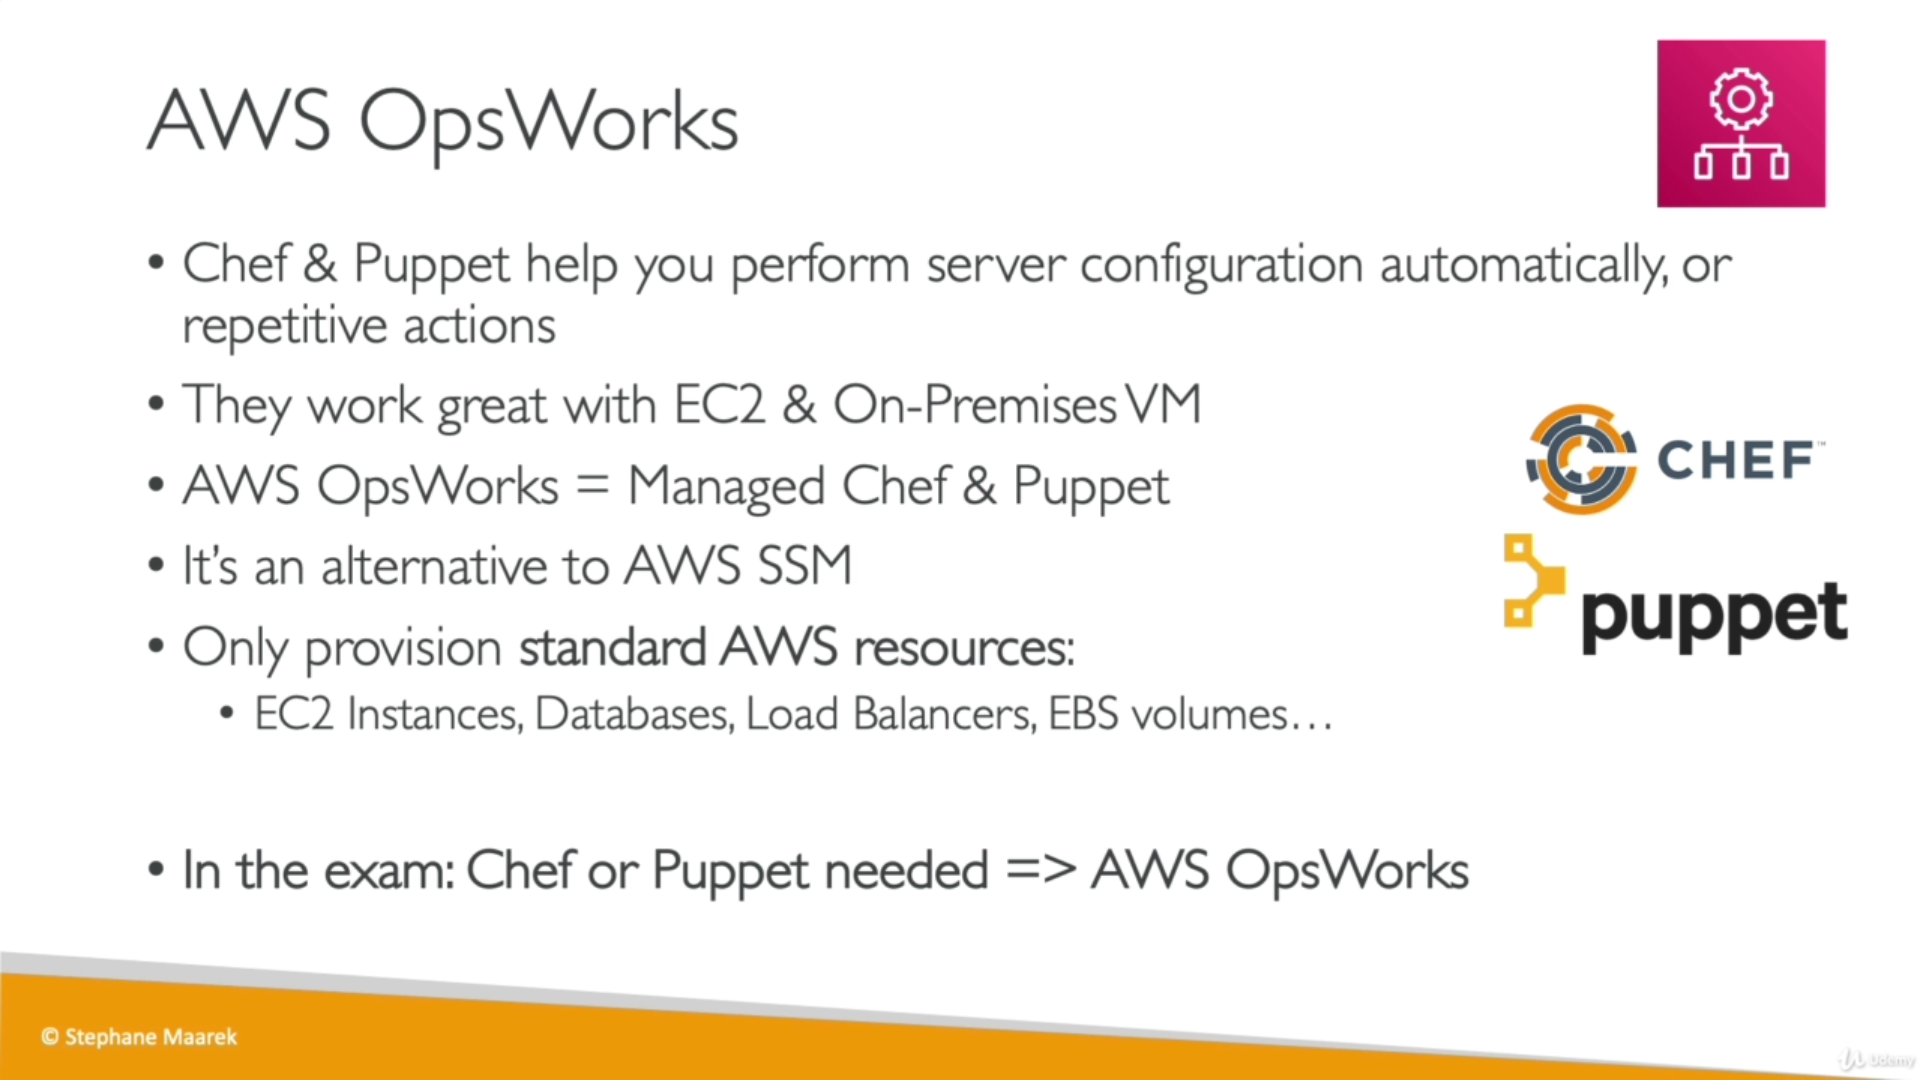 AWS OpsWorks
• Chef & Puppet help you perform server configuration automatically, or
repetitive actions
• They work great with EC2 & On-Premises VM
• AWS OpsWorks = Managed Chef & Puppet
• It’s an alternative to AWS SSM
• Only provision standard AWS resources:
• EC2 Instances, Databases, Load Balancers, EBS volumes…
• In the exam: Chef or Puppet needed => AWS OpsWorks
CHEF™
puppet
© Stephane Maarek
Udemy